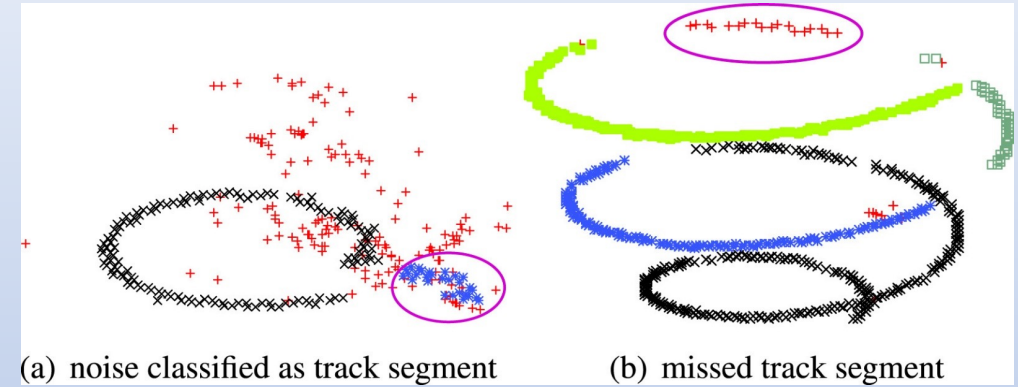 (a) noise classified as track segment
(b) missed track segment